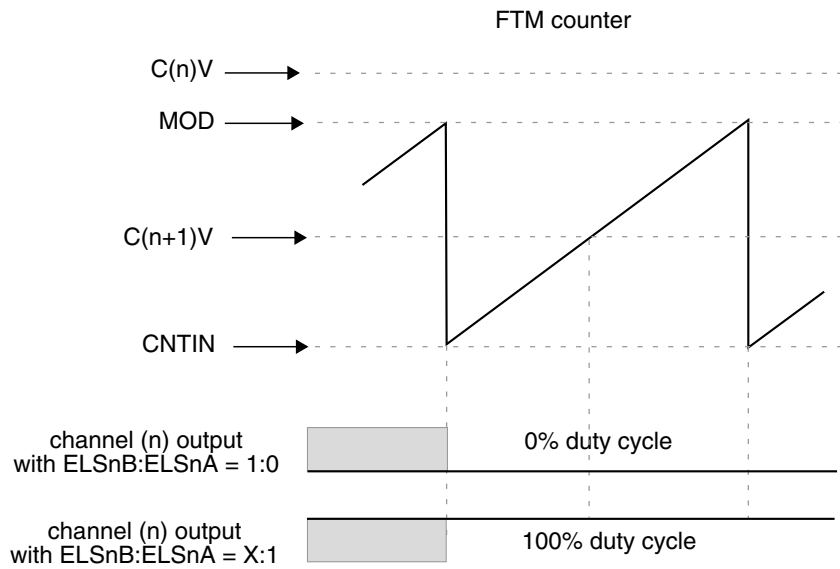 FTM counter
C(n)V
MOD
C(n+1)V
CNTIN
channel (n) output
with ELSnB:ELSnA = 1:0
0% duty cycle
channel (n) output
with ELSnB:ELSnA = X:1
100% duty cycle